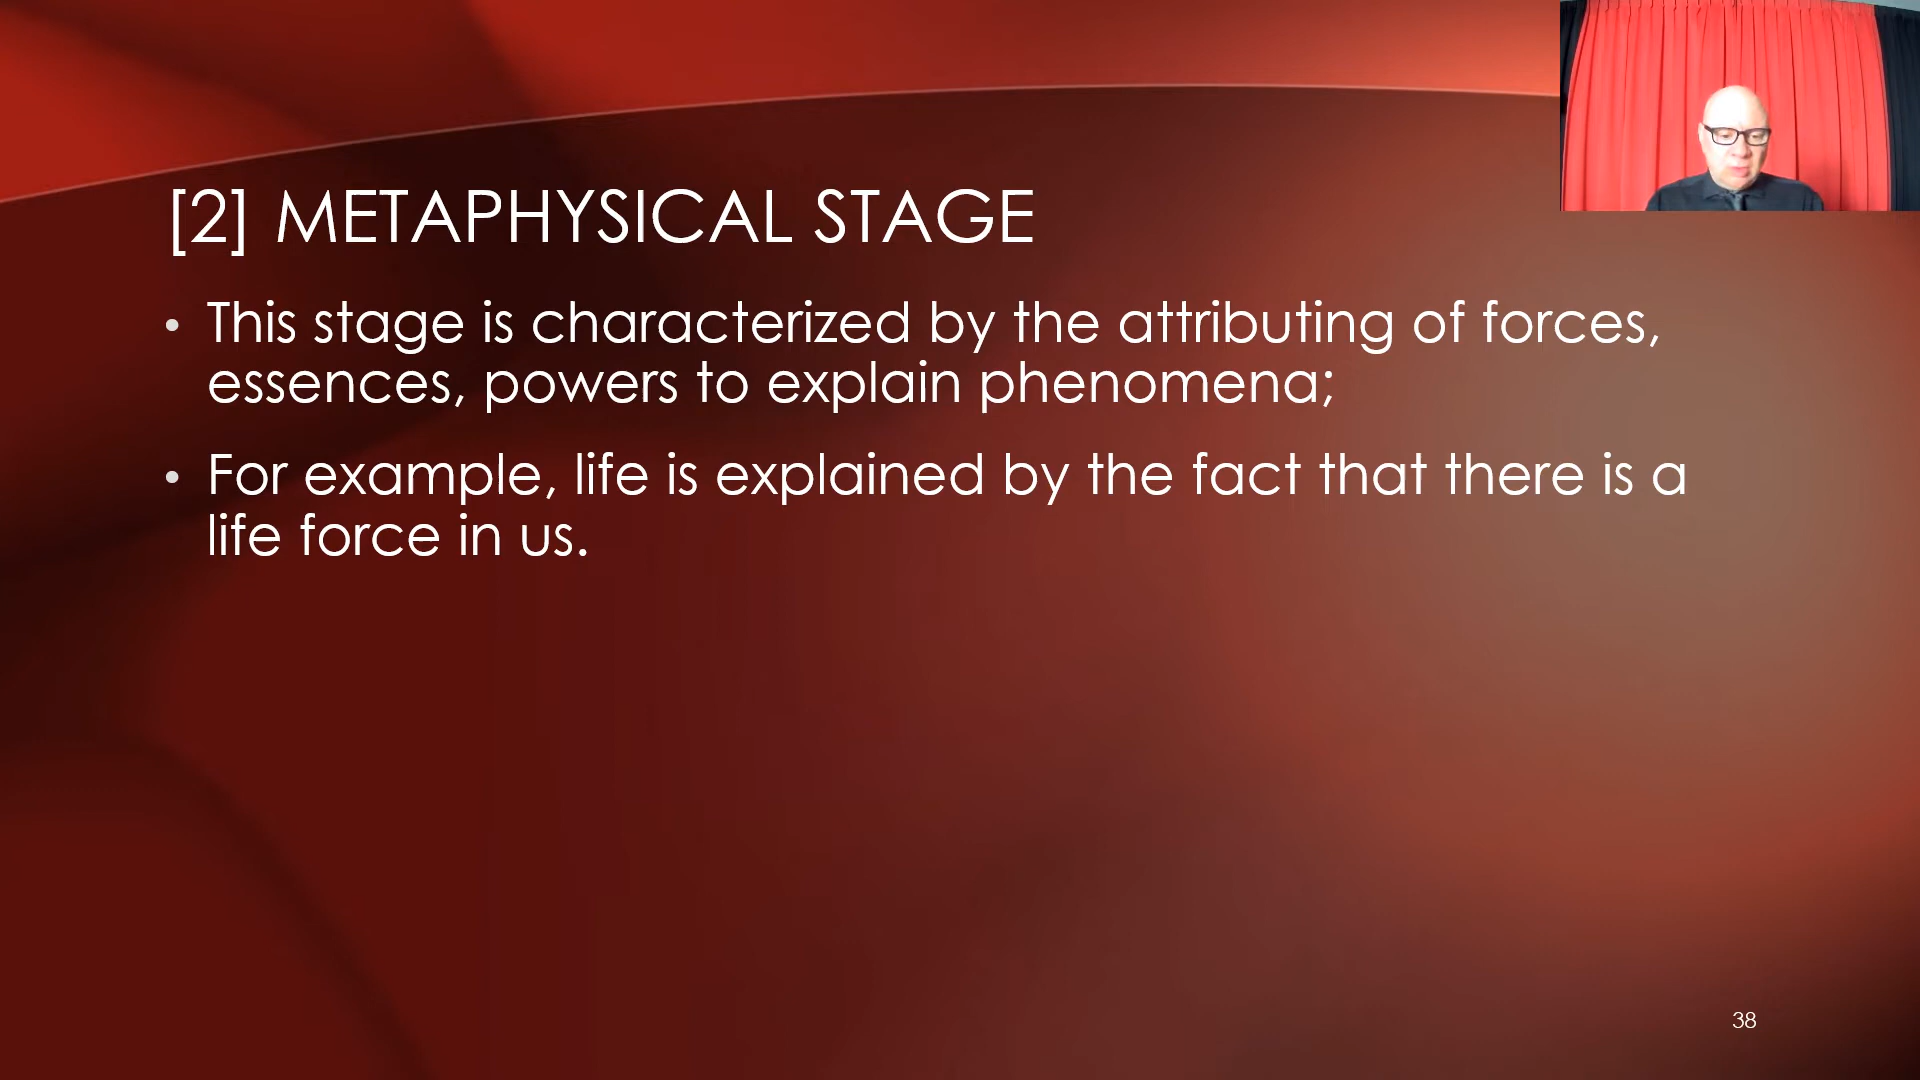 [2] METAPHYSICAL STAGE
• This stage is characterized by the attributing of forces,
essences, powers to explain phenomena;
• For example, life is explained by the fact that there is a
life force in us.
38